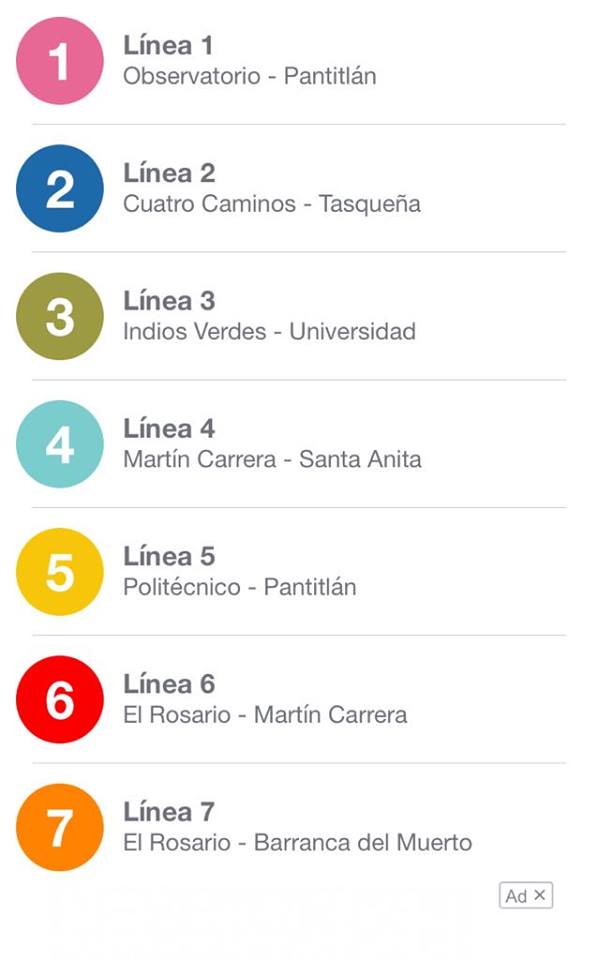 1
Línea 1
Observatorio - Pantitlán
2
Línea 2
Cuatro Caminos - Tasqueña
3
Línea 3
Indios Verdes - Universidad
4
Línea 4
Martín Carrera - Santa Anita
5
Línea 5
Politécnico - Pantitlán
6
Línea 6
El Rosario - Martín Carrera
7
Línea 7
El Rosario - Barranca del Muerto
Ad ✕